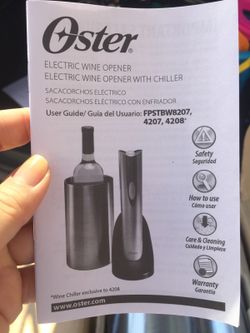 Oster
ELECTRIC WINE OPENER
ELECTRIC WINE OPENER WITH CHILLER
SACACORCHOS ELÉCTRICO
SACACORCHOS ELÉCTRICO CON ENFRIADOR
User Guide/ Guía del Usuario: FPSTBW8207,
4207, 4208*
Safety
Seguridad
How to use
Cómo usar
Care & Cleaning
Cuidado y Limpieza
Warranty
Garantía
*Wine Chiller exclusive to 4208
www.oster.com